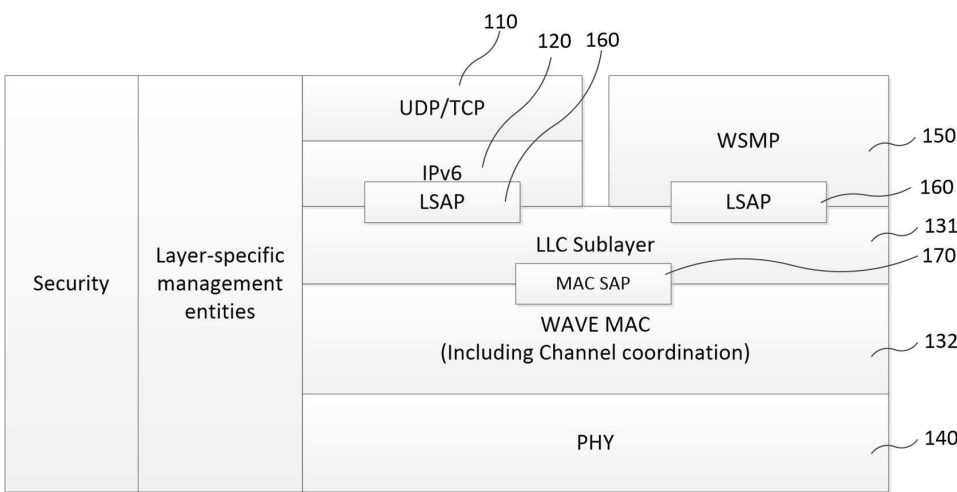 110
120
160
UDP/TCP
WSMP
150
IPv6
LSAP
LSAP
160
LLC Sublayer
131
170
Security
Layer-specific
management
entities
MAC SAP
WAVE MAC
(Including Channel coordination)
132
PHY
140